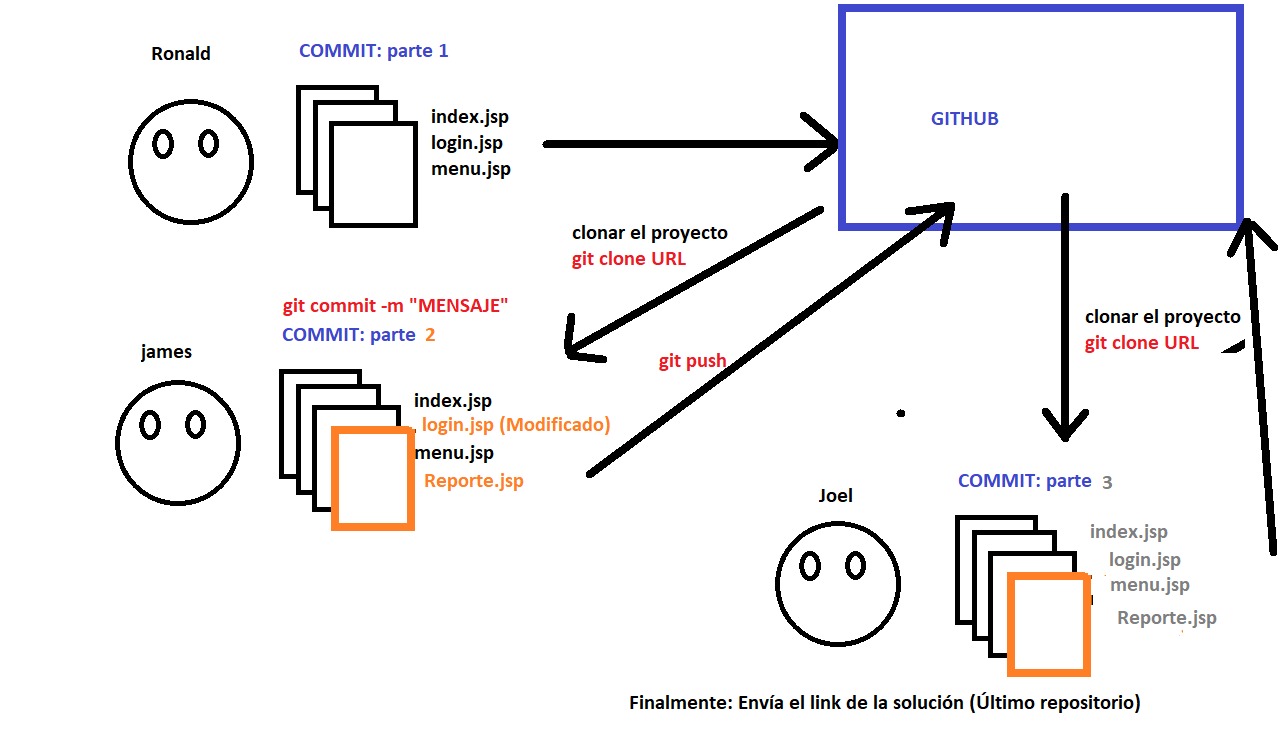 Ronald
COMMIT: parte 1
index.jsp
login.jsp
menu.jsp
GITHUB
clonar el proyecto
git clone URL
git commit -m "MENSAJE"
COMMIT: parte 2
james
index.jsp
login.jsp (Modificado)
menu.jsp
Reporte.jsp
git push
clonar el proyecto
git clone URL
Joel
COMMIT: parte 3
index.jsp
login.jsp
menu.jsp
Reporte.jsp
Finalmente: Envía el link de la solución (Último repositorio)